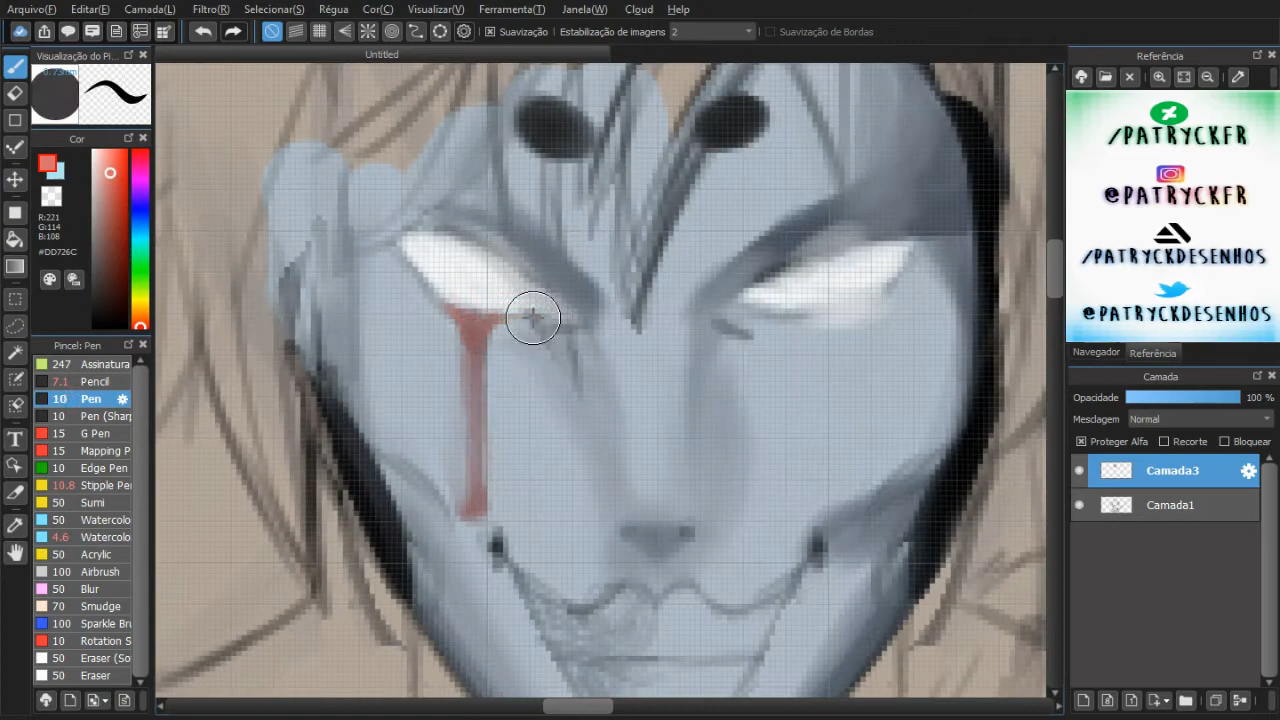 Arquivo(F) Editar(E) Camada(L) Filtro(R) Selecionar(S) Régua Cor(C) Visualizar(V) Ferramenta(T) Janela(W) Cloud Help
Suavização Estabilização de imagens 2 Suavização de Bordas
Visualização do Pi...
Untitled
Referência
0.73mm
Cor
R:221
G:114
B:108
#DD726C
/PATRYCKFR
@PATRYCKFR
/PATRYCKDESENHOS
@PATRYCKDESENHOS
Navegador Referência
Pincel: Pen
247 Assinatura
7.1 Pencil
10 Pen
10 Pen (Shar
15 G Pen
15 Mapping P
10 Edge Pen
10.8 Stipple Pe
50 Sumi
50 Watercolo
4.6 Watercolo
50 Acrylic
100 Airbrush
50 Blur
70 Smudge
100 Sparkle Bru
10 Rotation S
50 Eraser (So
50 Eraser
Camada
Opacidade 100 %
Mesclagem Normal
Proteger Alfa Recorte Bloquear
Camada3
Camada1